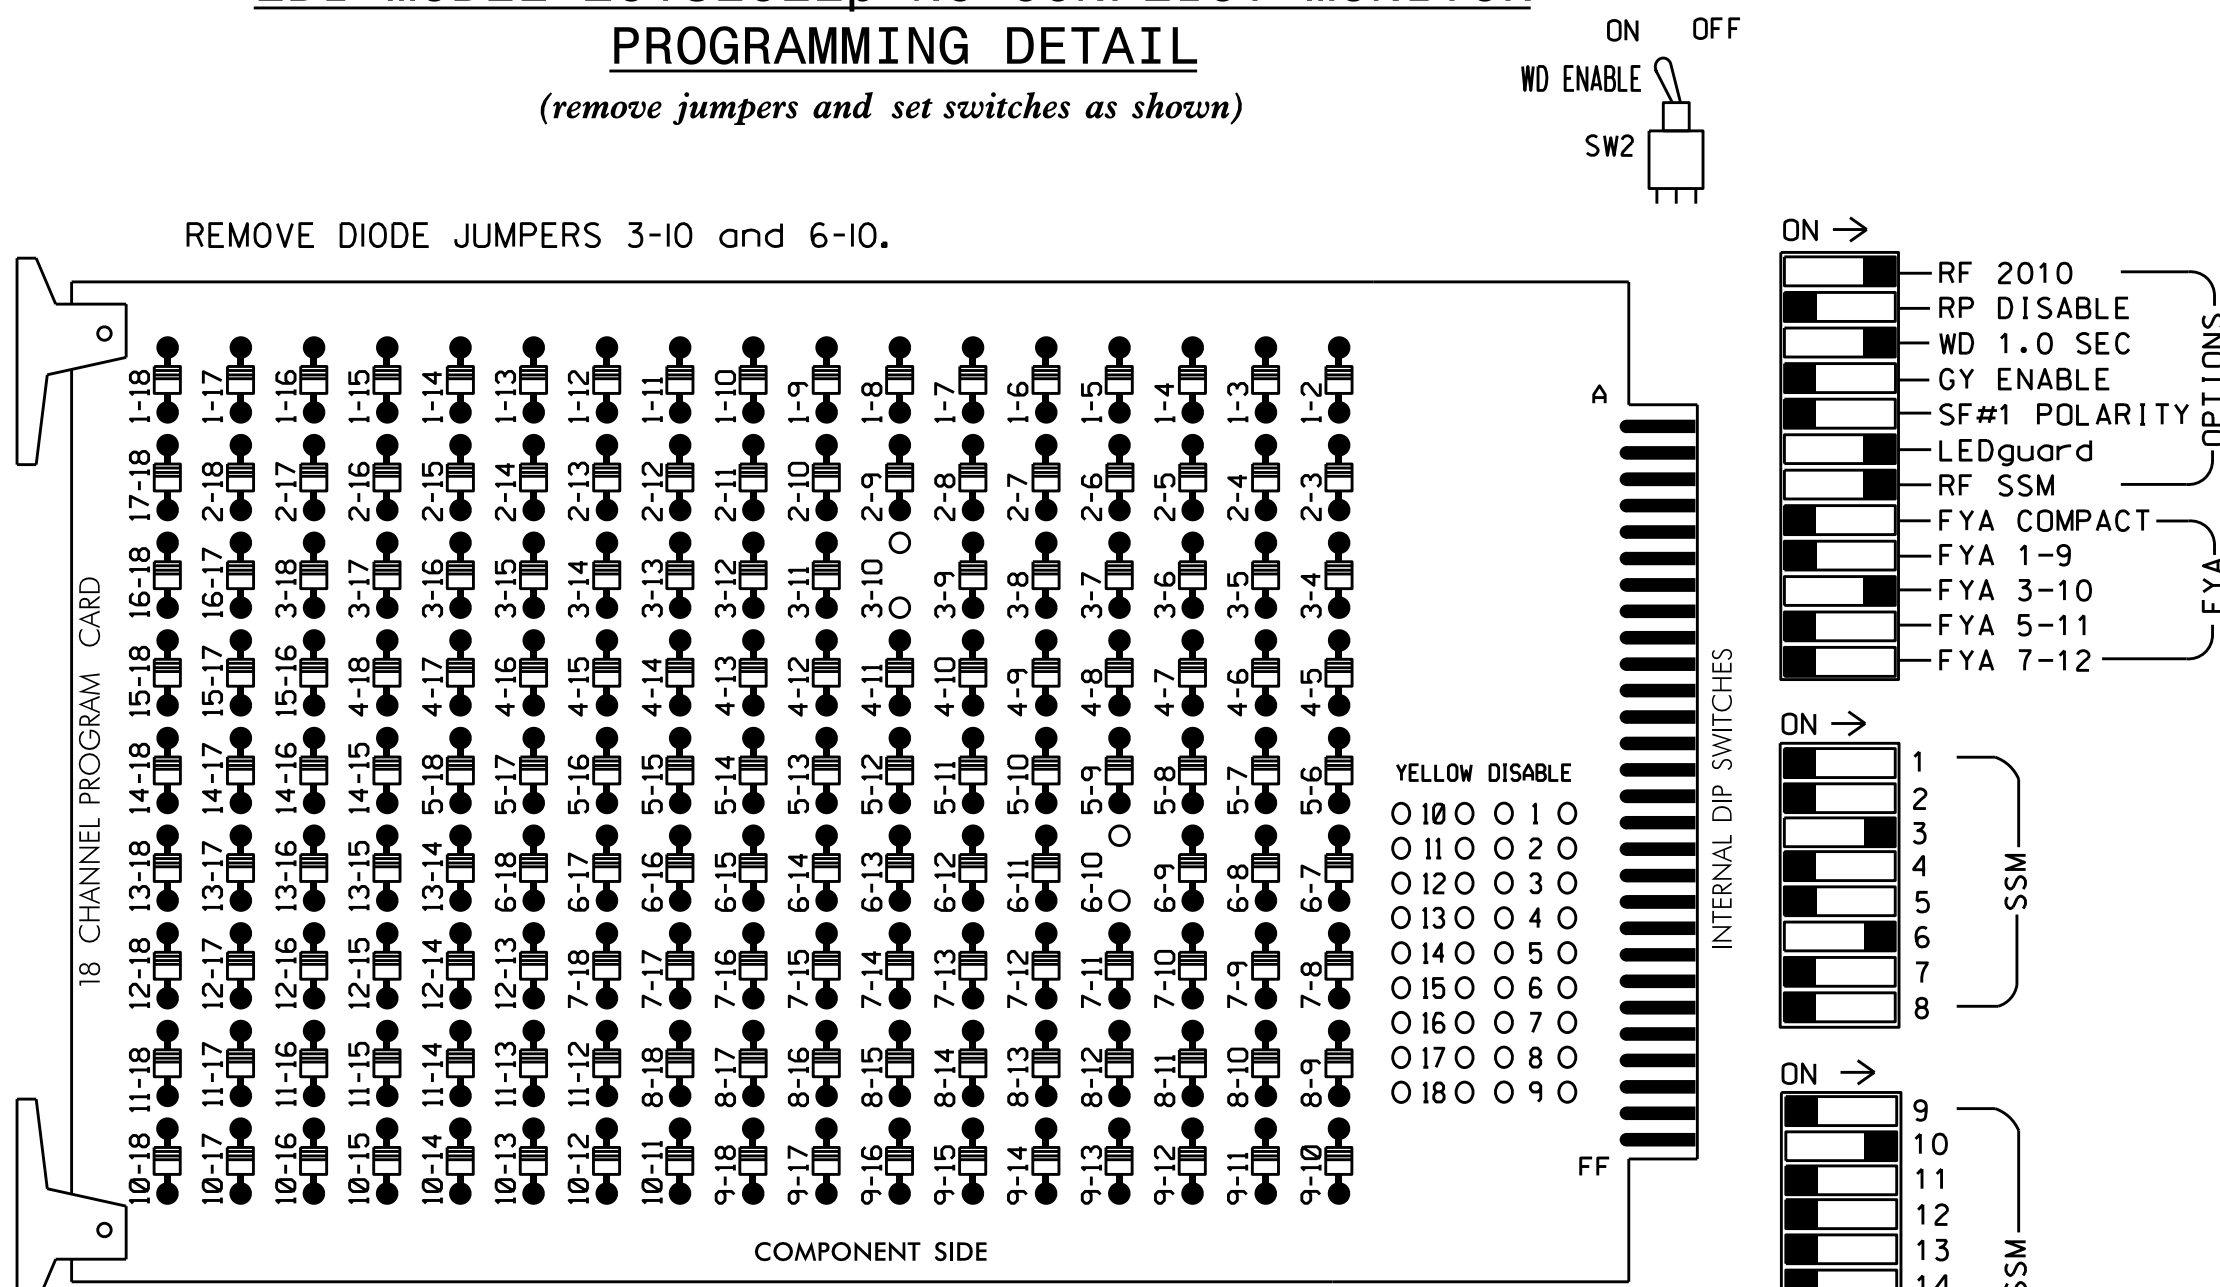 PROGRAMMING DETAIL
(remove jumpers and set switches as shown)
ON OFF
WD ENABLE
SW2
REMOVE DIODE JUMPERS 3-10 and 6-10.
18 CHANNEL PROGRAM CARD
1-18 1-17 1-16 1-15 1-14 1-13 1-12 1-11 1-10 1-9 1-8 1-7 1-6 1-5 1-4 1-3 1-2
17-18 2-18 2-17 2-16 2-15 2-14 2-13 2-12 2-11 2-10 2-9 2-8 2-7 2-6 2-5 2-4 2-3
16-18 16-17 3-18 3-17 3-16 3-15 3-14 3-13 3-12 3-11 3-10 3-9 3-8 3-7 3-6 3-5 3-4
15-18 15-17 15-16 4-18 4-17 4-16 4-15 4-14 4-13 4-12 4-11 4-10 4-9 4-8 4-7 4-6 4-5
14-18 14-17 14-16 14-15 5-18 5-17 5-16 5-15 5-14 5-13 5-12 5-11 5-10 5-9 5-8 5-7 5-6
13-18 13-17 13-16 13-15 13-14 6-18 6-17 6-16 6-15 6-14 6-13 6-12 6-11 6-10 6-9 6-8 6-7
12-18 12-17 12-16 12-15 12-14 12-13 7-18 7-17 7-16 7-15 7-14 7-13 7-12 7-11 7-10 7-9 7-8
11-18 11-17 11-16 11-15 11-14 11-13 11-12 8-18 8-17 8-16 8-15 8-14 8-13 8-12 8-11 8-10 8-9
10-18 10-17 10-16 10-15 10-14 10-13 10-12 10-11 9-18 9-17 9-16 9-15 9-14 9-13 9-12 9-11 9-10
COMPONENT SIDE
YELLOW DISABLE
10 1
11 2
12 3
13 4
14 5
15 6
16 7
17 8
18 9
A
FF
INTERNAL DIP SWITCHES
ON
RF 2010
RP DISABLE
WD 1.0 SEC
GY ENABLE
SF#1 POLARITY
LEDguard
RF SSM
OPTIONS
FYA COMPACT
FYA 1-9
FYA 3-10
FYA 5-11
FYA 7-12
FYA
ON
1
2
3
4
5
6
7
8
SSM
ON
9
10
11
12
13
14
SSM